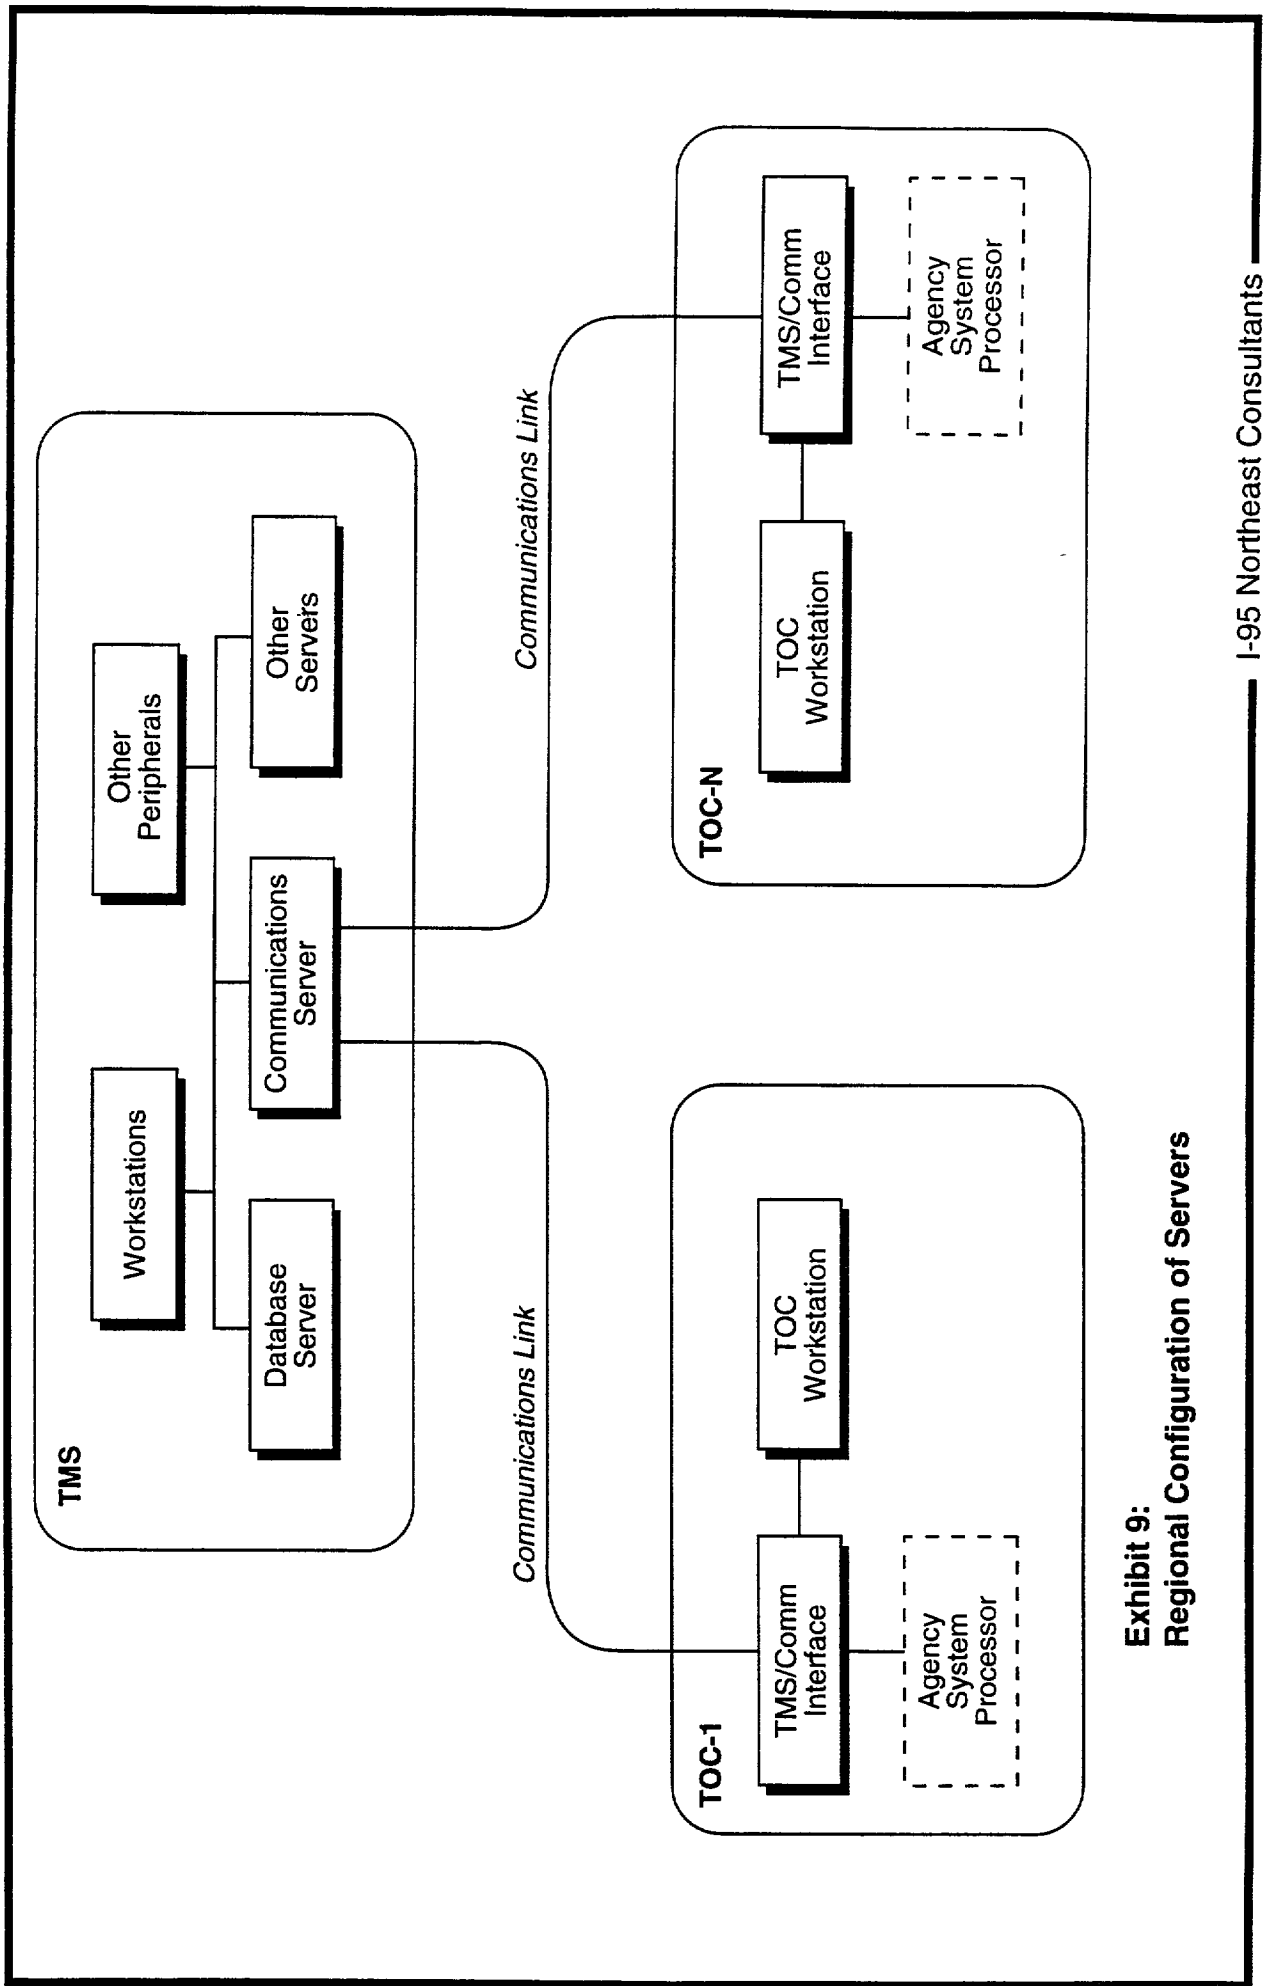 TMS
Workstations
Other
Peripherals
Database
Server
Communications
Server
Other
Servers
Communications Link
Communications Link
TOC-1
TMS/Comm
Interface
TOC
Workstation
Agency
System
Processor
TOC-N
TOC
Workstation
TMS/Comm
Interface
Agency
System
Processor
Exhibit 9:
Regional Configuration of Servers
I-95 Northeast Consultants